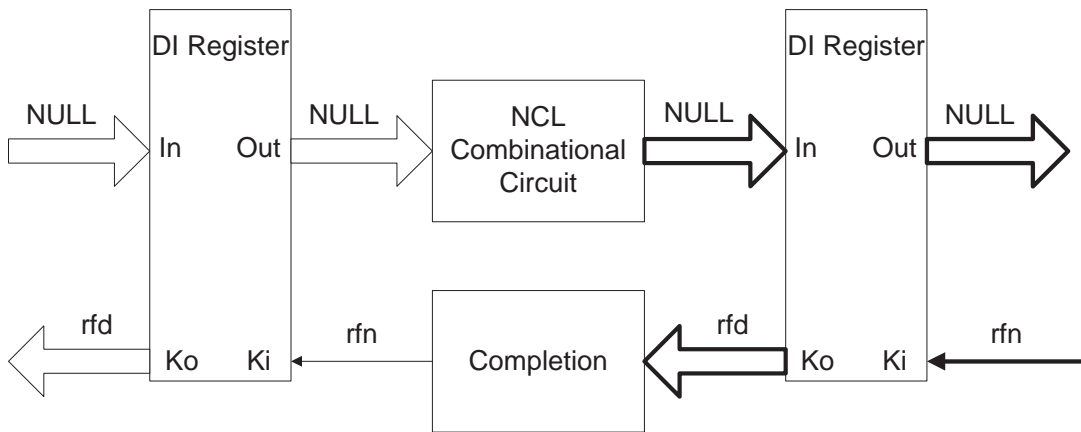 DI Register
DI Register
NULL
NULL
NCL
Combinational
Circuit
NULL
NULL
In
Out
In
Out
rfd
rfn
rfd
rfn
Ko
Ki
Completion
Ko
Ki